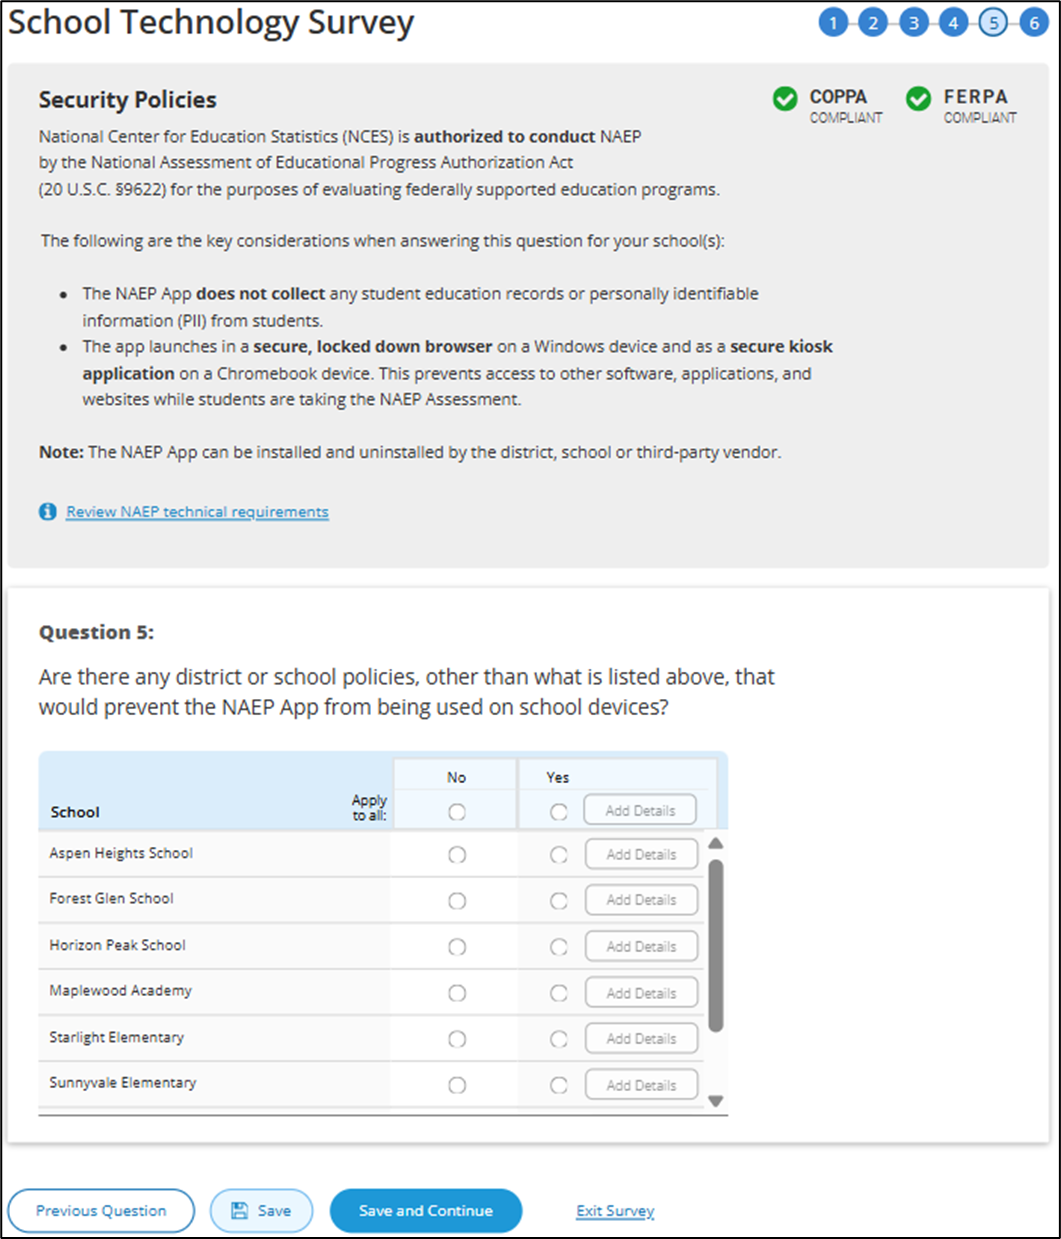 School Technology Survey
1 2 3 4 5 6
Security Policies
COPPA
COMPLIANT
FERPA
COMPLIANT
National Center for Education Statistics (NCES) is authorized to conduct NAEP
by the National Assessment of Educational Progress Authorization Act
(20 U.S.C. §9622) for the purposes of evaluating federally supported education programs.
The following are the key considerations when answering this question for your school(s):
• The NAEP App does not collect any student education records or personally identifiable
information (PII) from students.
• The app launches in a secure, locked down browser on a Windows device and as a secure kiosk
application on a Chromebook device. This prevents access to other software, applications, and
websites while students are taking the NAEP Assessment.
Note: The NAEP App can be installed and uninstalled by the district, school or third-party vendor.
Review NAEP technical requirements
Question 5:
Are there any district or school policies, other than what is listed above, that
would prevent the NAEP App from being used on school devices?
No Yes
School Apply to all: Add Details
Aspen Heights School Add Details
Forest Glen School Add Details
Horizon Peak School Add Details
Maplewood Academy Add Details
Starlight Elementary Add Details
Sunnyvale Elementary Add Details
Previous Question Save Save and Continue Exit Survey